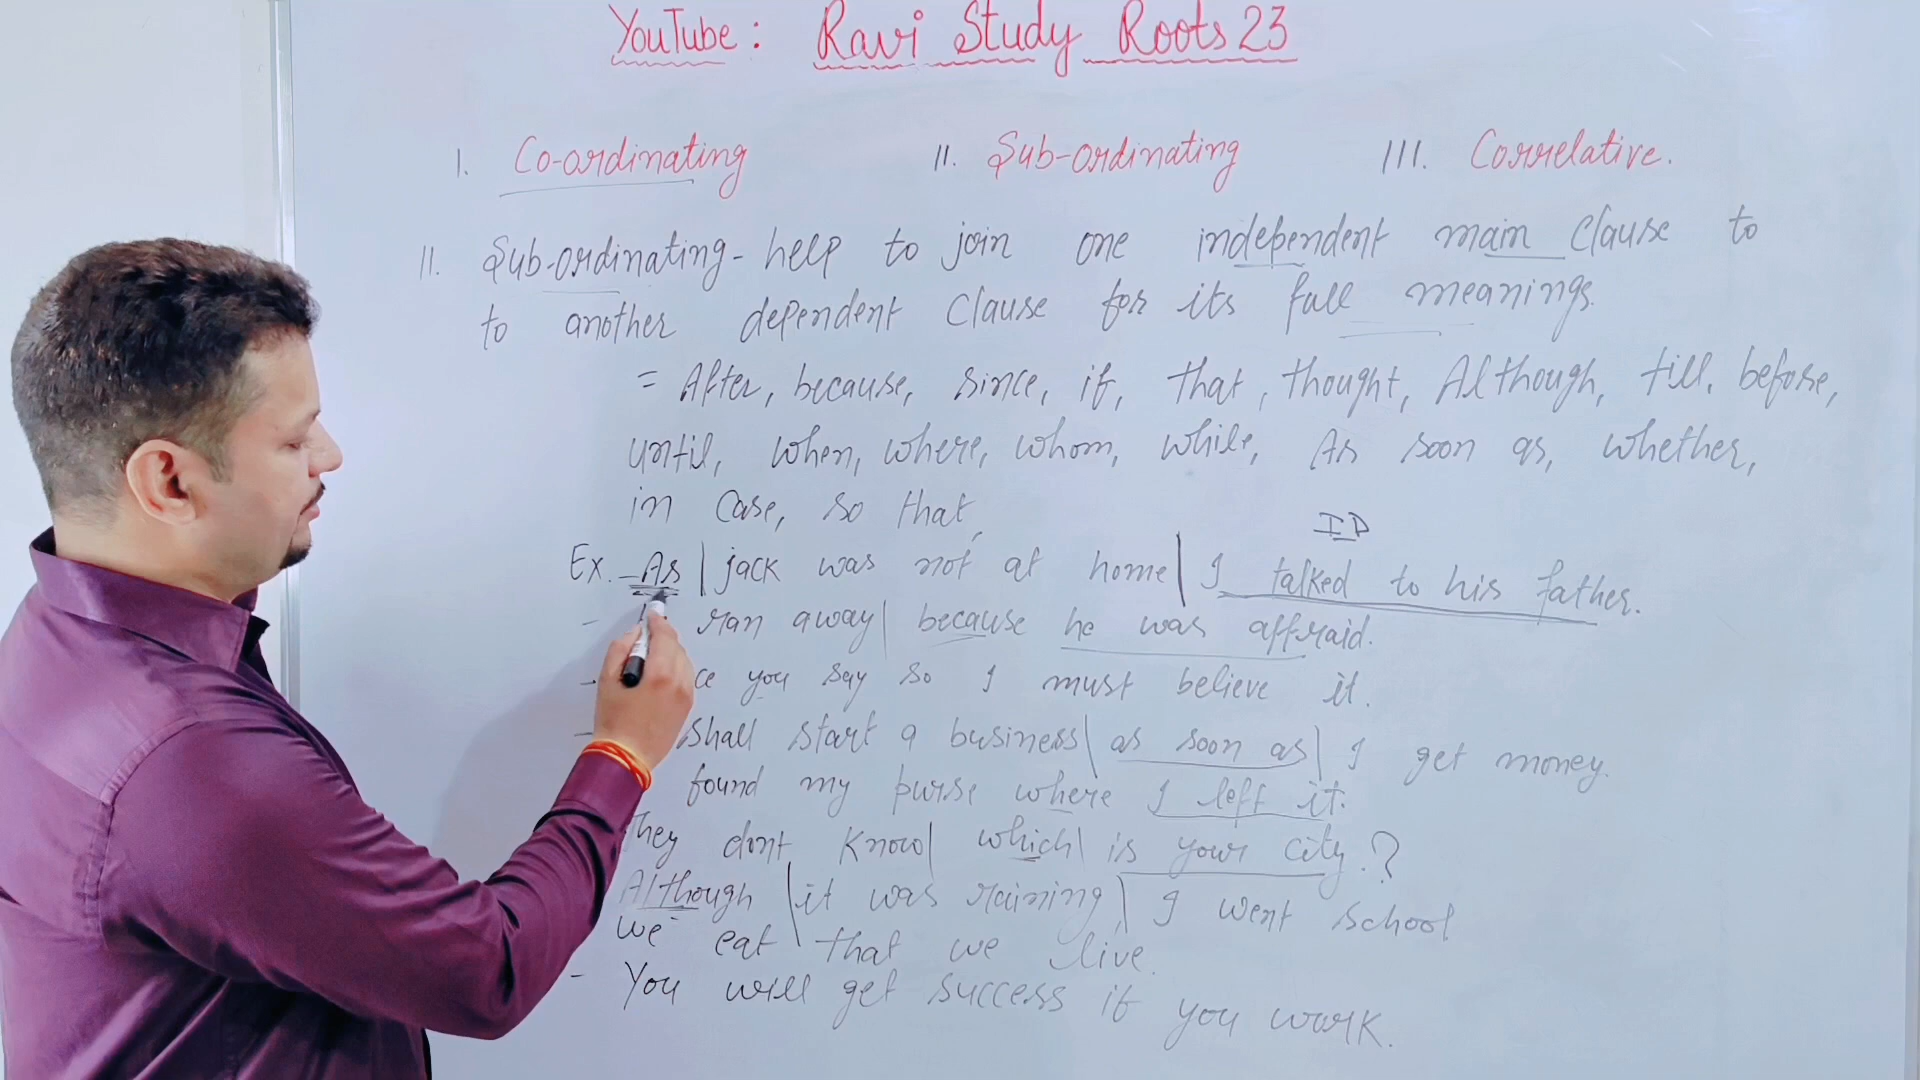 YouTube: Ravi Study Roots 23
I. Co-ordinating II. Sub-ordinating III. Correlative.
II. Sub-ordinating - help to join one independent main Clause to
to another dependent Clause for its full meanings.
= After, because, since, if, that, thought, Although, till, before,
until, when, where, whom, while, As soon as, whether,
in case, so that,
ID
Ex. - As | jack was not at home | I talked to his father.
- ran away | because he was affraid.
- ce you say so I must believe it.
- shall start a business | as soon as | I get money.
found my purse where I left it.
They dont know | which | is your city.?
Although | it was raining, | I went school
we eat that we live.
- You will get success if you work.